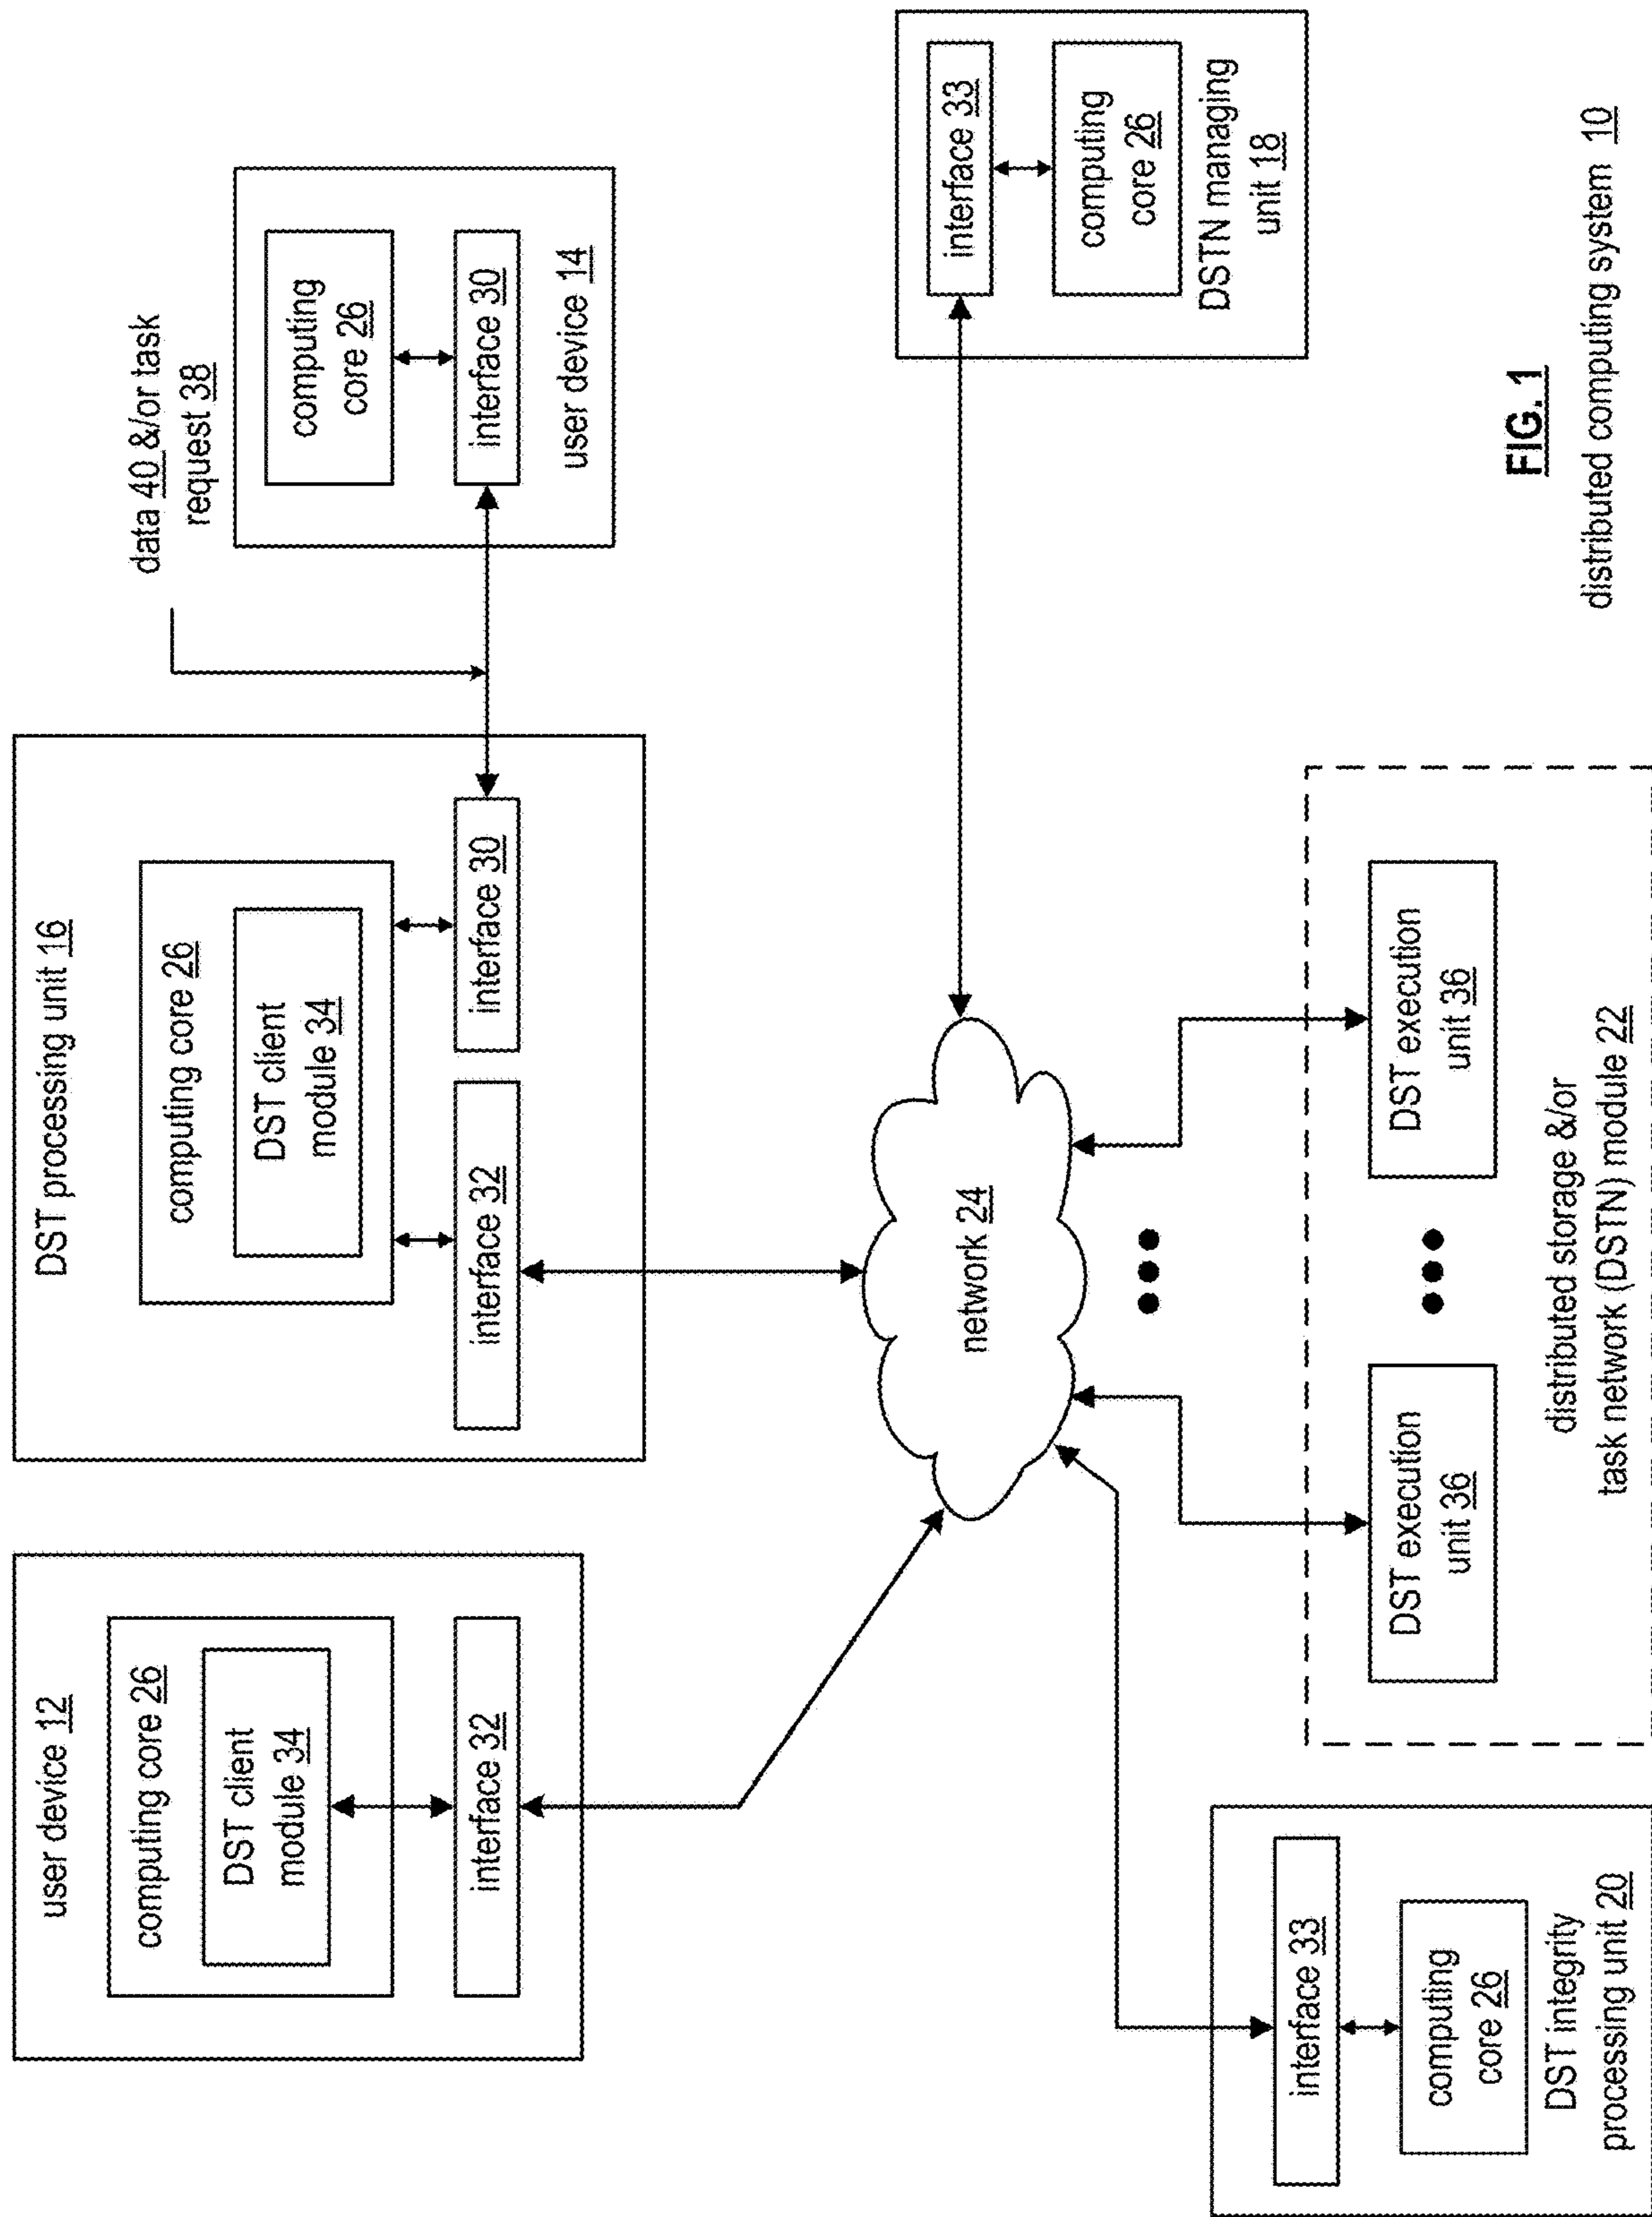 user device 12
computing core 26
DST client
module 34
interface 32
DST processing unit 16
computing core 26
DST client
module 34
interface 32
interface 30
data 40 &/or task
request 38
computing
core 26
interface 30
user device 14
network 24
interface 33
computing
core 26
DSTN managing
unit 18
interface 33
computing
core 26
DST integrity
processing unit 20
DST execution
unit 36
DST execution
unit 36
distributed storage &/or
task network (DSTN) module 22
FIG. 1
distributed computing system 10